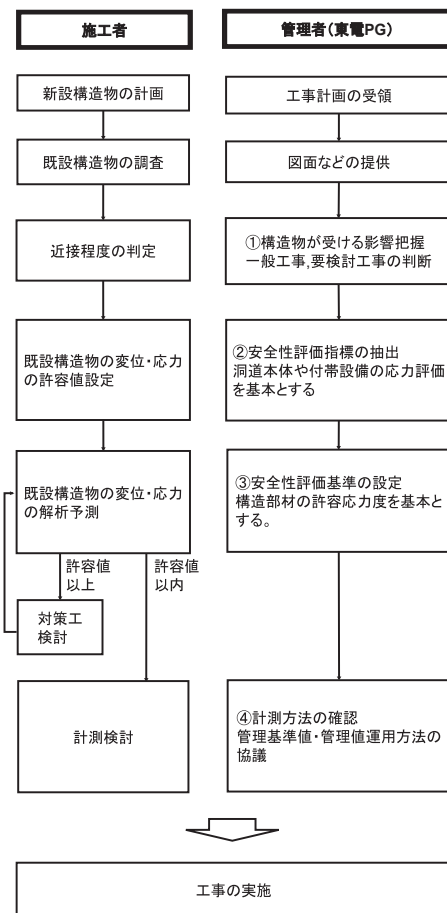 施工者
新設構造物の計画
既設構造物の調査
近接程度の判定
既設構造物の変位・応力
の許容値設定
既設構造物の変位・応力
の解析予測
許容値
以上
許容値
以内
対策工
検討
計測検討
管理者(東電PG)
工事計画の受領
図面などの提供
①構造物が受ける影響把握
一般工事,要検討工事の判断
②安全性評価指標の抽出
洞道本体や付帯設備の応力評価
を基本とする
③安全性評価基準の設定
構造部材の許容応力度を基本と
する。
④計測方法の確認
管理基準値・管理値運用方法の
協議
工事の実施